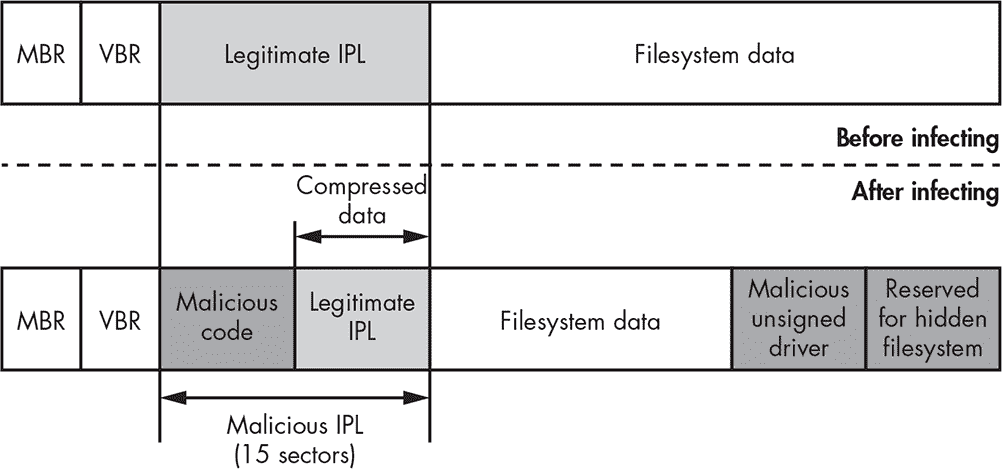 MBR
VBR
Legitimate IPL
Filesystem data
Before infecting
After infecting
Compressed
data
MBR
VBR
Malicious
code
Legitimate
IPL
Filesystem data
Malicious
unsigned
driver
Reserved
for hidden
filesystem
Malicious IPL
(15 sectors)